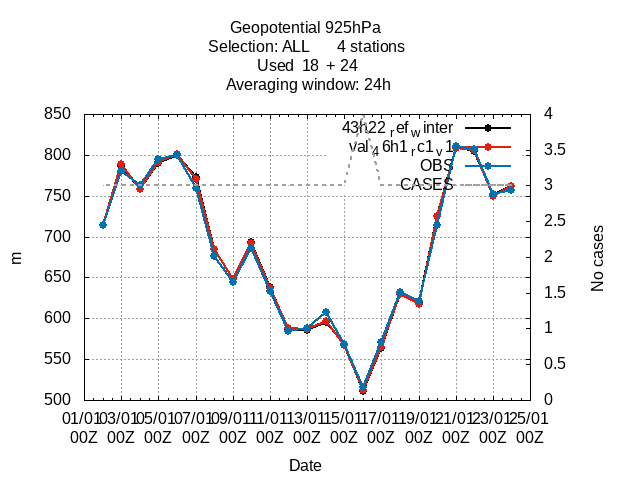 Geopotential 925hPa
Selection: ALL 4 stations
Used 18 + 24
Averaging window: 24h
43h22refwinter
val46h1rc1v1
OBS
CASES
850
800
750
700
650
600
550
500
m
4
3.5
3
2.5
2
1.5
1
0.5
0
No cases
01/01 03/01 05/01 07/01 09/01 11/01 13/01 15/01 17/01 19/01 21/01 23/01 25/01
00Z 00Z 00Z 00Z 00Z 00Z 00Z 00Z 00Z 00Z 00Z 00Z 00Z
Date